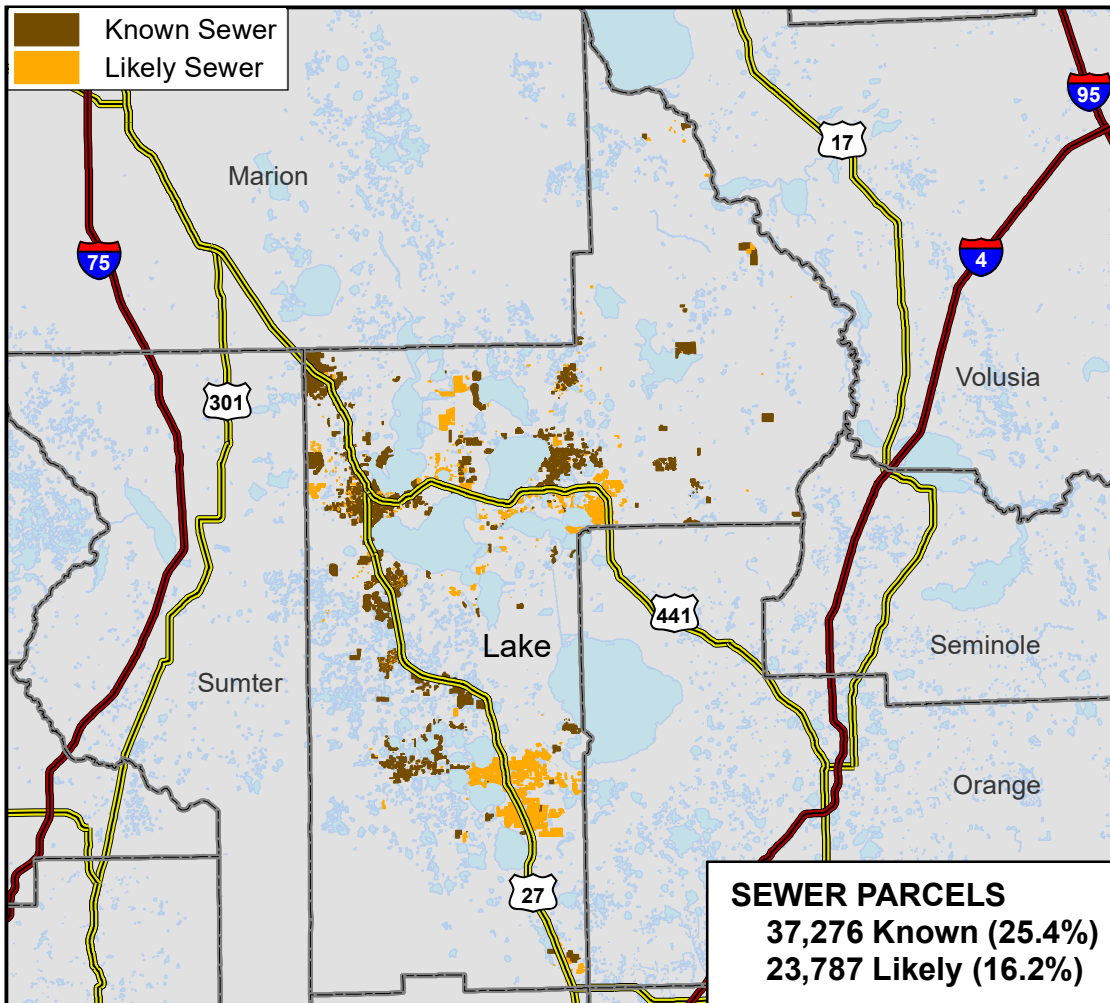 Known Sewer
Likely Sewer
95
17
Marion
75
4
Volusia
301
441
Lake
Seminole
Sumter
Orange
27
SEWER PARCELS
37,276 Known (25.4%)
23,787 Likely (16.2%)